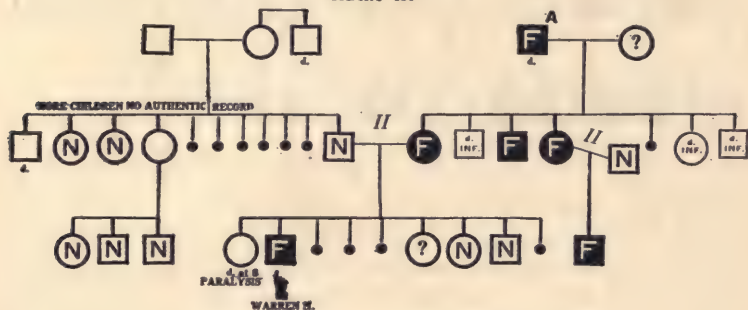 A
F ?
d. d.
MORE CHILDREN NO AUTHENTIC RECORD
II II
N N N F d. INF. F F N d. INF. d. INF.
d.
N N N F ? N N F
d. at 8
PARALYSIS
WARREN H.